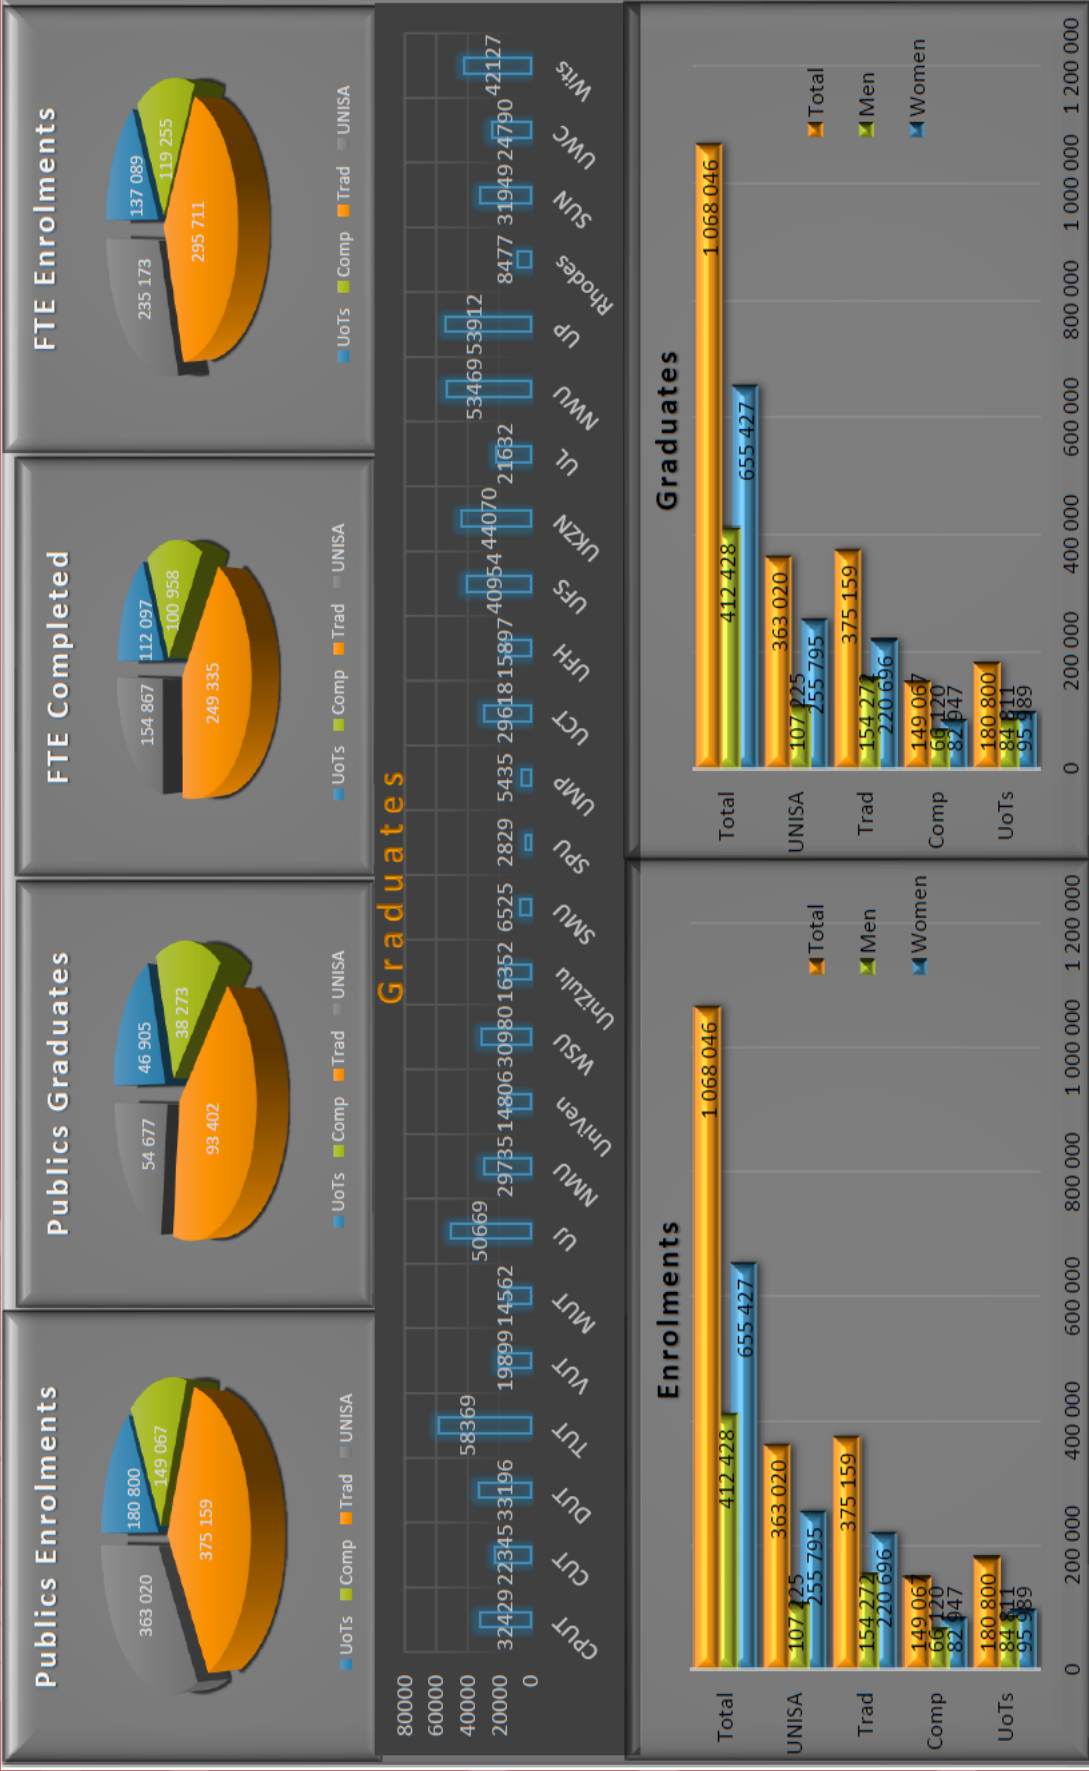 Publics Enrolments
363 020
180 800
149 067
375 159
UoTs Comp Trad UNISA
Publics Graduates
54 677
46 905
38 273
93 402
UoTs Comp Trad UNISA
FTE Completed
154 867
112 097
100 958
249 335
UoTs Comp Trad UNISA
FTE Enrolments
235 173
137 089
119 255
295 711
UoTs Comp Trad UNISA
Graduates
80000
60000
40000
20000
0
32429 22345 33196 58369 19899 14562 50669 29735 14806 30980 16352 6525 2829 5435 29618 15897 40954 44070 21632 53469 53912 8477 31949 24790 42127
CPUT CUT DUT TUT VUT MUT UJ NMU UniVen WSU UniZulu SMU SPU UMP UCT UFH UFS UKZN UL NWU UP Rhodes SUN UWC Wits
Enrolments
Total
1 068 046
412 428
655 427
UNISA
363 020
107 225
255 795
Trad
375 159
154 272
220 696
Comp
149 067
66 120
82 947
UoTs
180 800
84 811
95 989
0 200 000 400 000 600 000 800 000 1 000 000 1 200 000
Total
Men
Women
Graduates
Total
1 068 046
412 428
655 427
UNISA
363 020
107 225
255 795
Trad
375 159
154 272
220 696
Comp
149 067
66 120
82 947
UoTs
180 800
84 811
95 989
0 200 000 400 000 600 000 800 000 1 000 000 1 200 000
Total
Men
Women